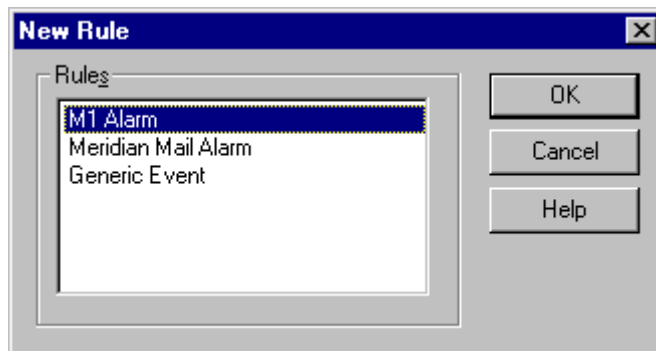 New Rule
Rules
M1 Alarm
Meridian Mail Alarm
Generic Event
OK
Cancel
Help